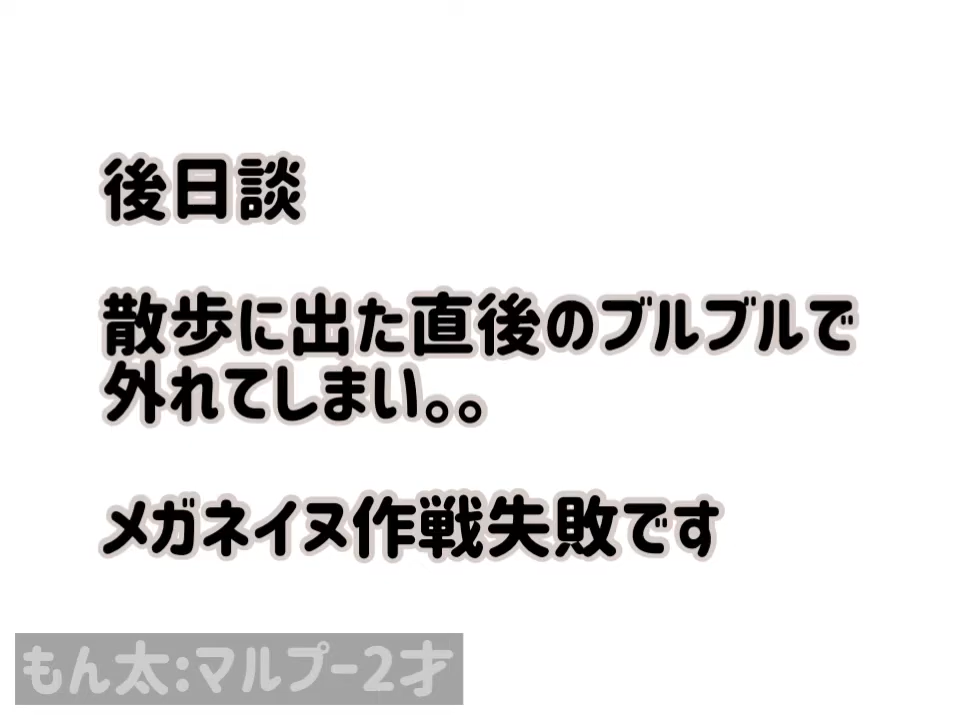 後日談
散歩に出た直後のブルブルで
外れてしまい。。
メガネイヌ作戦失敗です
もん太:マルプー2才